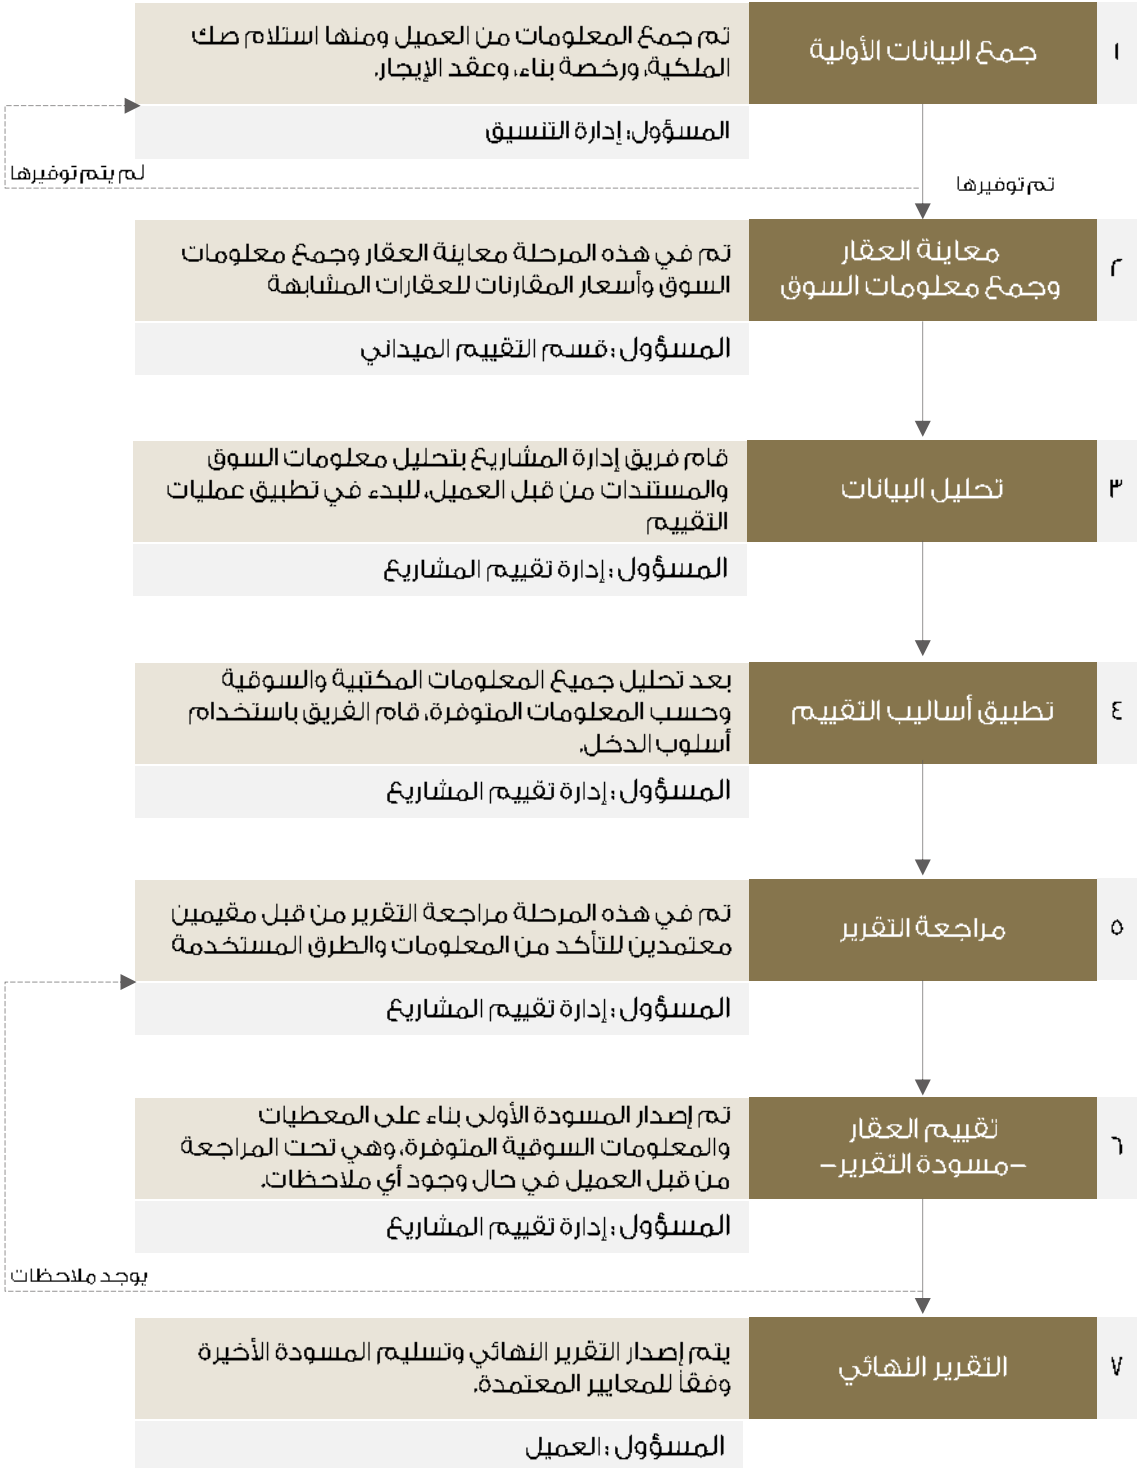 ١
جمع البيانات الأولية
تم جمع المعلومات من العميل ومنها استلام صك
الملكية، ورخصة بناء، وعقد الإيجار.
المسؤول: إدارة التنسيق
لم يتم توفيرها
تم توفيرها
٢
معاينة العقار
وجمع معلومات السوق
تم في هذه المرحلة معاينة العقار وجمع معلومات
السوق وأسعار المقارنات للعقارات المشابهة
المسؤول: قسم التقييم الميداني
٣
تحليل البيانات
قام فريق إدارة المشاريع بتحليل معلومات السوق
والمستندات من قبل العميل، للبدء في تطبيق عمليات
التقييم
المسؤول: إدارة تقييم المشاريع
٤
تطبيق أساليب التقييم
بعد تحليل جميع المعلومات المكتبية والسوقية
وحسب المعلومات المتوفرة، قام الفريق باستخدام
أسلوب الدخل.
المسؤول: إدارة تقييم المشاريع
٥
مراجعة التقرير
تم في هذه المرحلة مراجعة التقرير من قبل مقيمين
معتمدين للتأكد من المعلومات والطرق المستخدمة
المسؤول: إدارة تقييم المشاريع
٦
تقييم العقار
-مسودة التقرير-
تم إصدار المسودة الأولى بناء على المعطيات
والمعلومات السوقية المتوفرة، وهي تحت المراجعة
من قبل العميل في حال وجود أي ملاحظات.
المسؤول: إدارة تقييم المشاريع
يوجد ملاحظات
٧
التقرير النهائي
يتم إصدار التقرير النهائي وتسليم المسودة الأخيرة
وفقاً للمعايير المعتمدة.
المسؤول: العميل